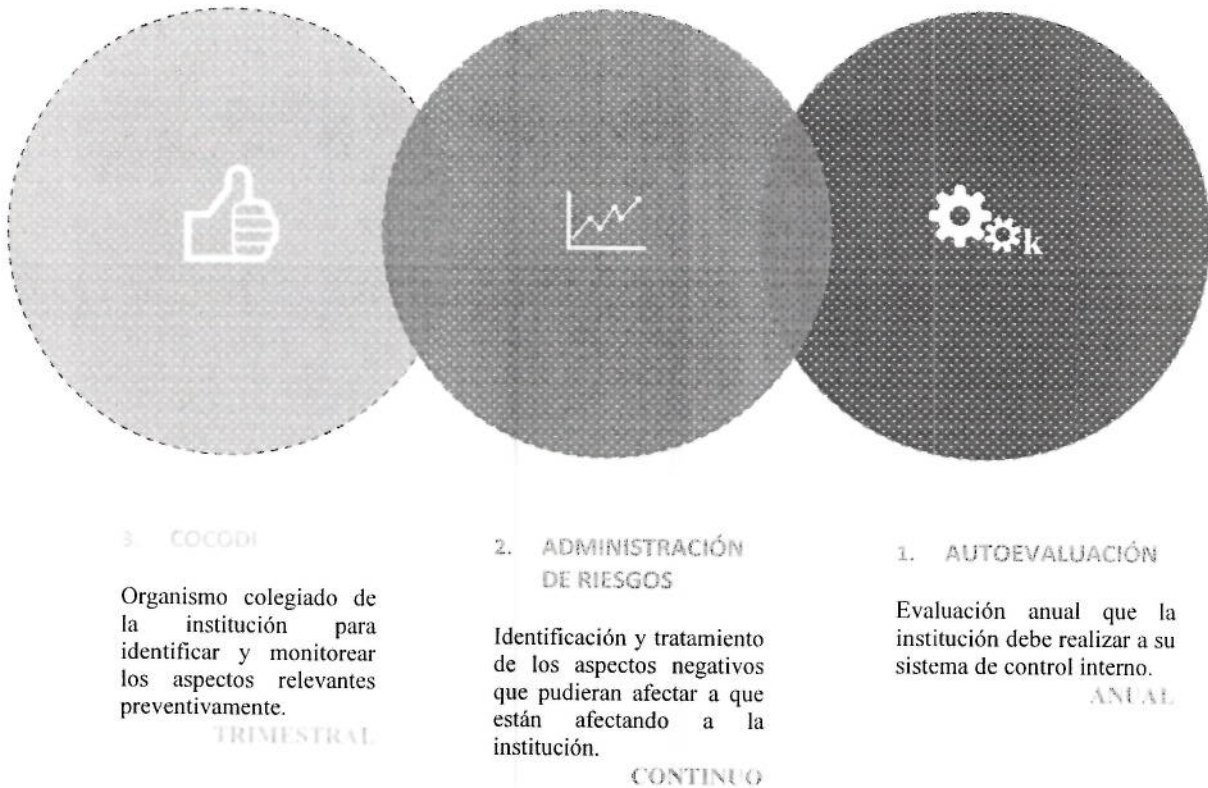 k
3. COCODI
Organismo colegiado de
la institución para
identificar y monitorear
los aspectos relevantes
preventivamente.
TRIMESTRAL
2. ADMINISTRACIÓN
DE RIESGOS
Identificación y tratamiento
de los aspectos negativos
que pudieran afectar a que
están afectando a la
institución.
CONTINUO
1. AUTOEVALUACIÓN
Evaluación anual que la
institución debe realizar a su
sistema de control interno.
ANUAL